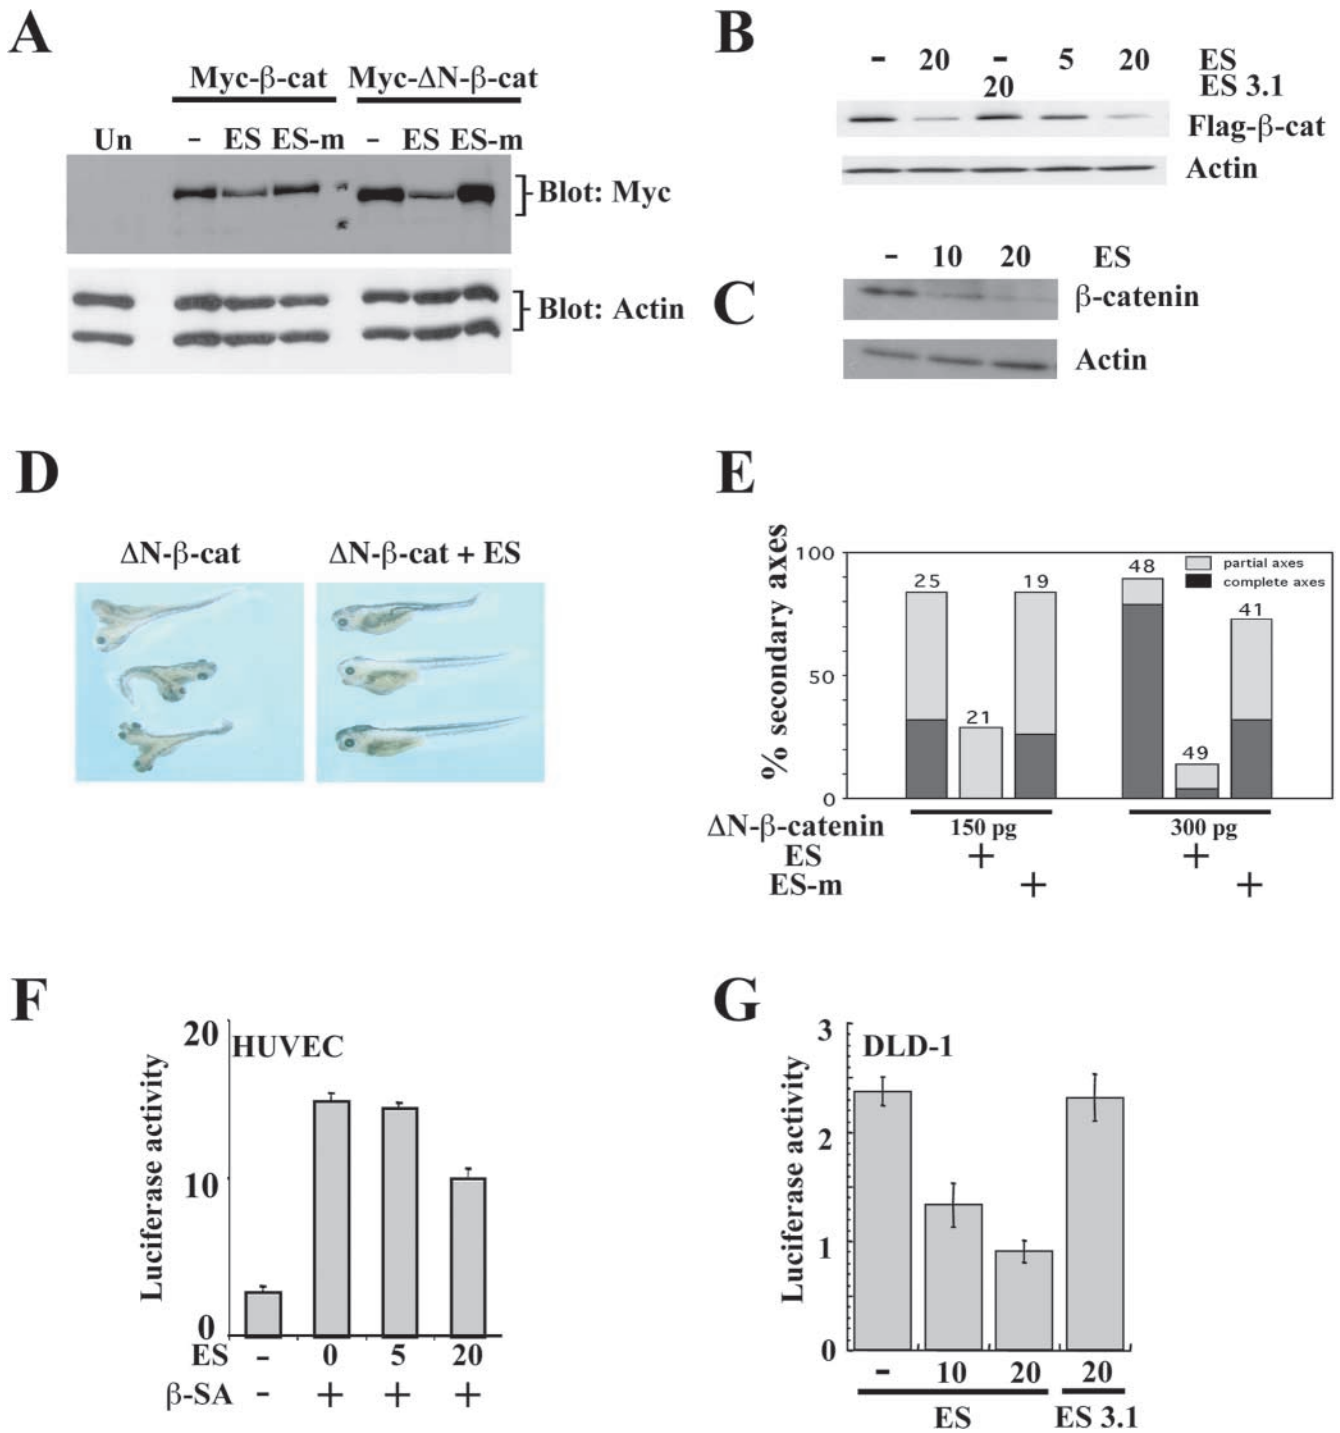 A
Myc-β-cat Myc-ΔN-β-cat
Un - ES ES-m - ES ES-m
Blot: Myc
Blot: Actin
B
- 20 - 5 20 ES
20 ES 3.1
Flag-β-cat
Actin
C
- 10 20 ES
β-catenin
Actin
D
ΔN-β-cat ΔN-β-cat + ES
E
% secondary axes
100
50
0
partial axes
complete axes
25 21 19 48 49 41
ΔN-β-catenin 150 pg 300 pg
ES + +
ES-m + +
F
HUVEC
Luciferase activity
20
10
0
ES - 0 5 20
β-SA - + + +
G
DLD-1
Luciferase activity
3
2
1
0
- 10 20 20
ES ES 3.1